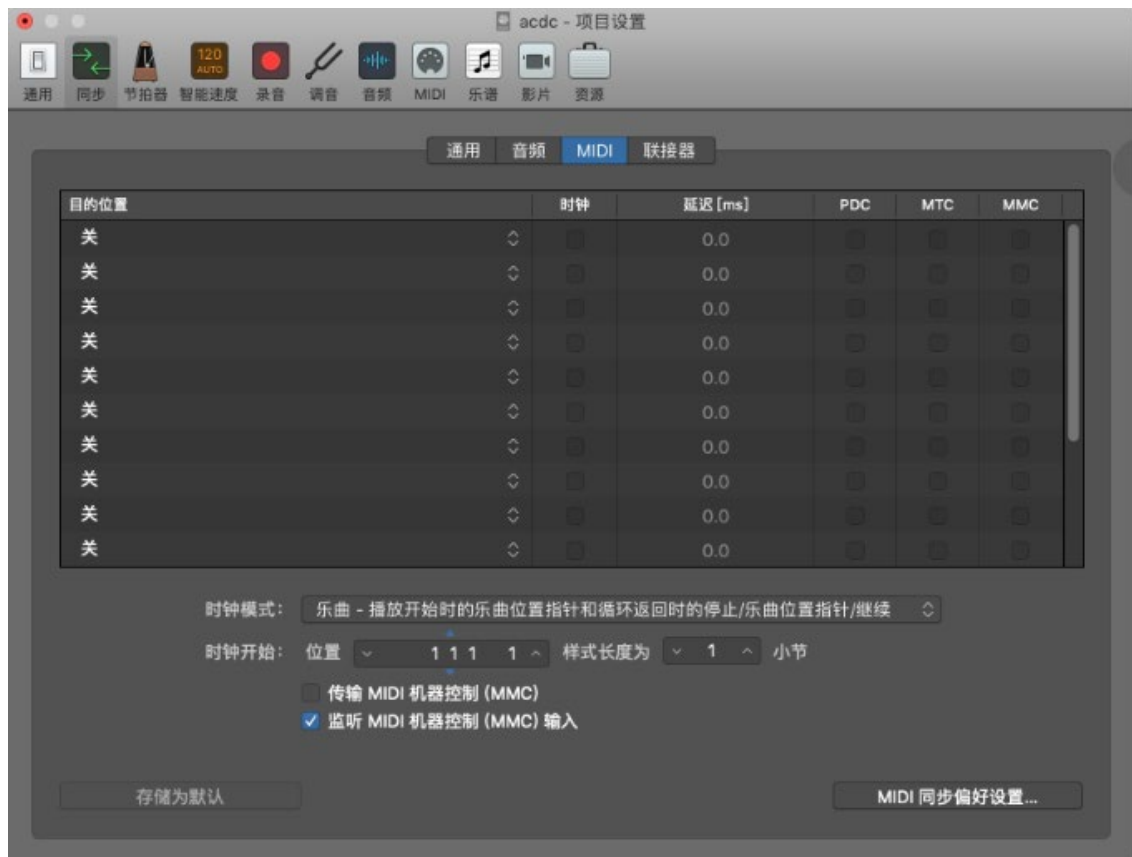 acdc - 项目设置
120
AUTO
通用 同步 节拍器 智能速度 录音 调音 音频 MIDI 乐谱 影片 资源
通用 音频 MIDI 联接器
目的位置 时钟 延迟 [ms] PDC MTC MMC
关 0.0
关 0.0
关 0.0
关 0.0
关 0.0
关 0.0
关 0.0
关 0.0
关 0.0
关 0.0
时钟模式: 乐曲 - 播放开始时的乐曲位置指针和循环返回时的停止/乐曲位置指针/继续
时钟开始: 位置 1 1 1 1 样式长度为 1 小节
传输 MIDI 机器控制 (MMC)
监听 MIDI 机器控制 (MMC) 输入
存储为默认 MIDI 同步偏好设置...